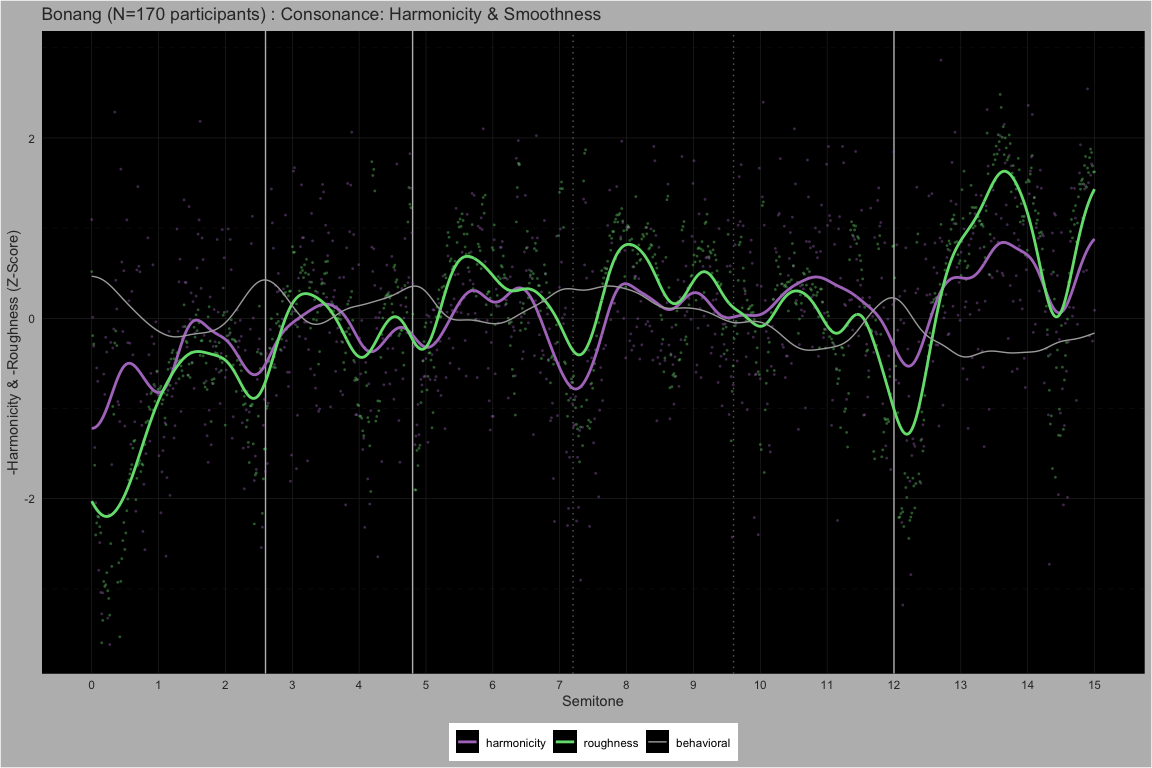 Bonang (N=170 participants) : Consonance: Harmonicity & Smoothness
-Harmonicity & -Roughness (Z-Score)
2
0
-2
0 1 2 3 4 5 6 7 8 9 10 11 12 13 14 15
Semitone
harmonicity roughness behavioral